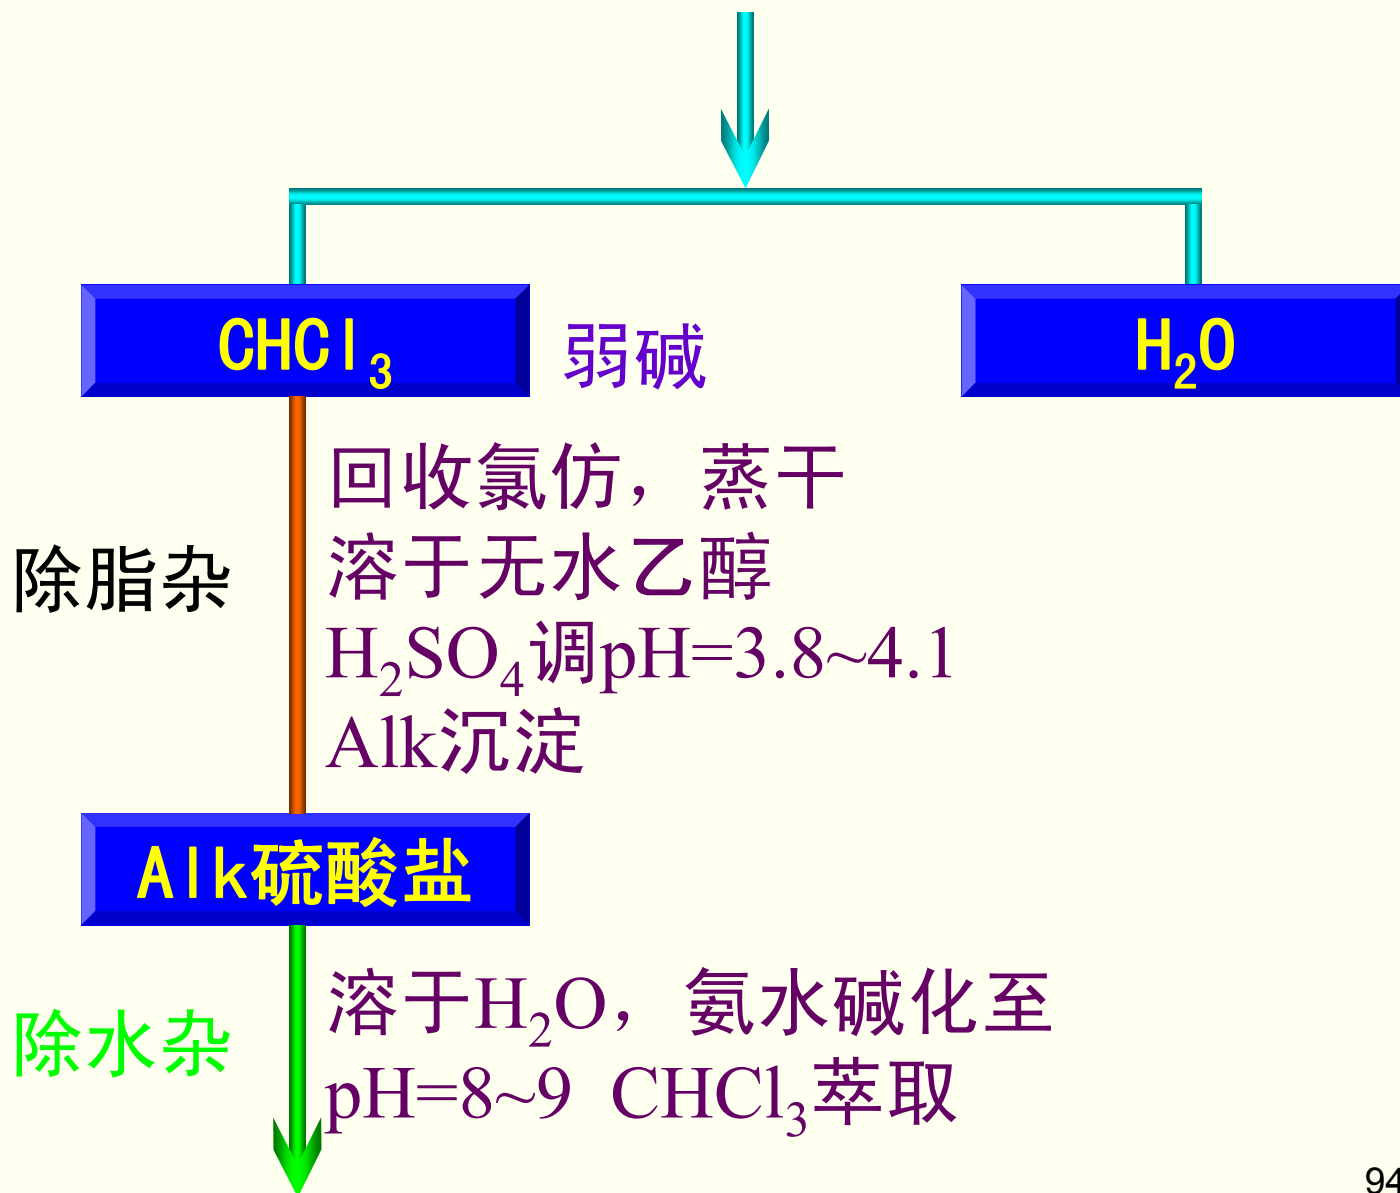 CHCl₃
弱碱
H₂O
回收氯仿，蒸干
溶于无水乙醇
除脂杂
H₂SO₄调pH=3.8~4.1
Alk沉淀
Alk硫酸盐
溶于H₂O，氨水碱化至
除水杂
pH=8~9 CHCl₃萃取
94